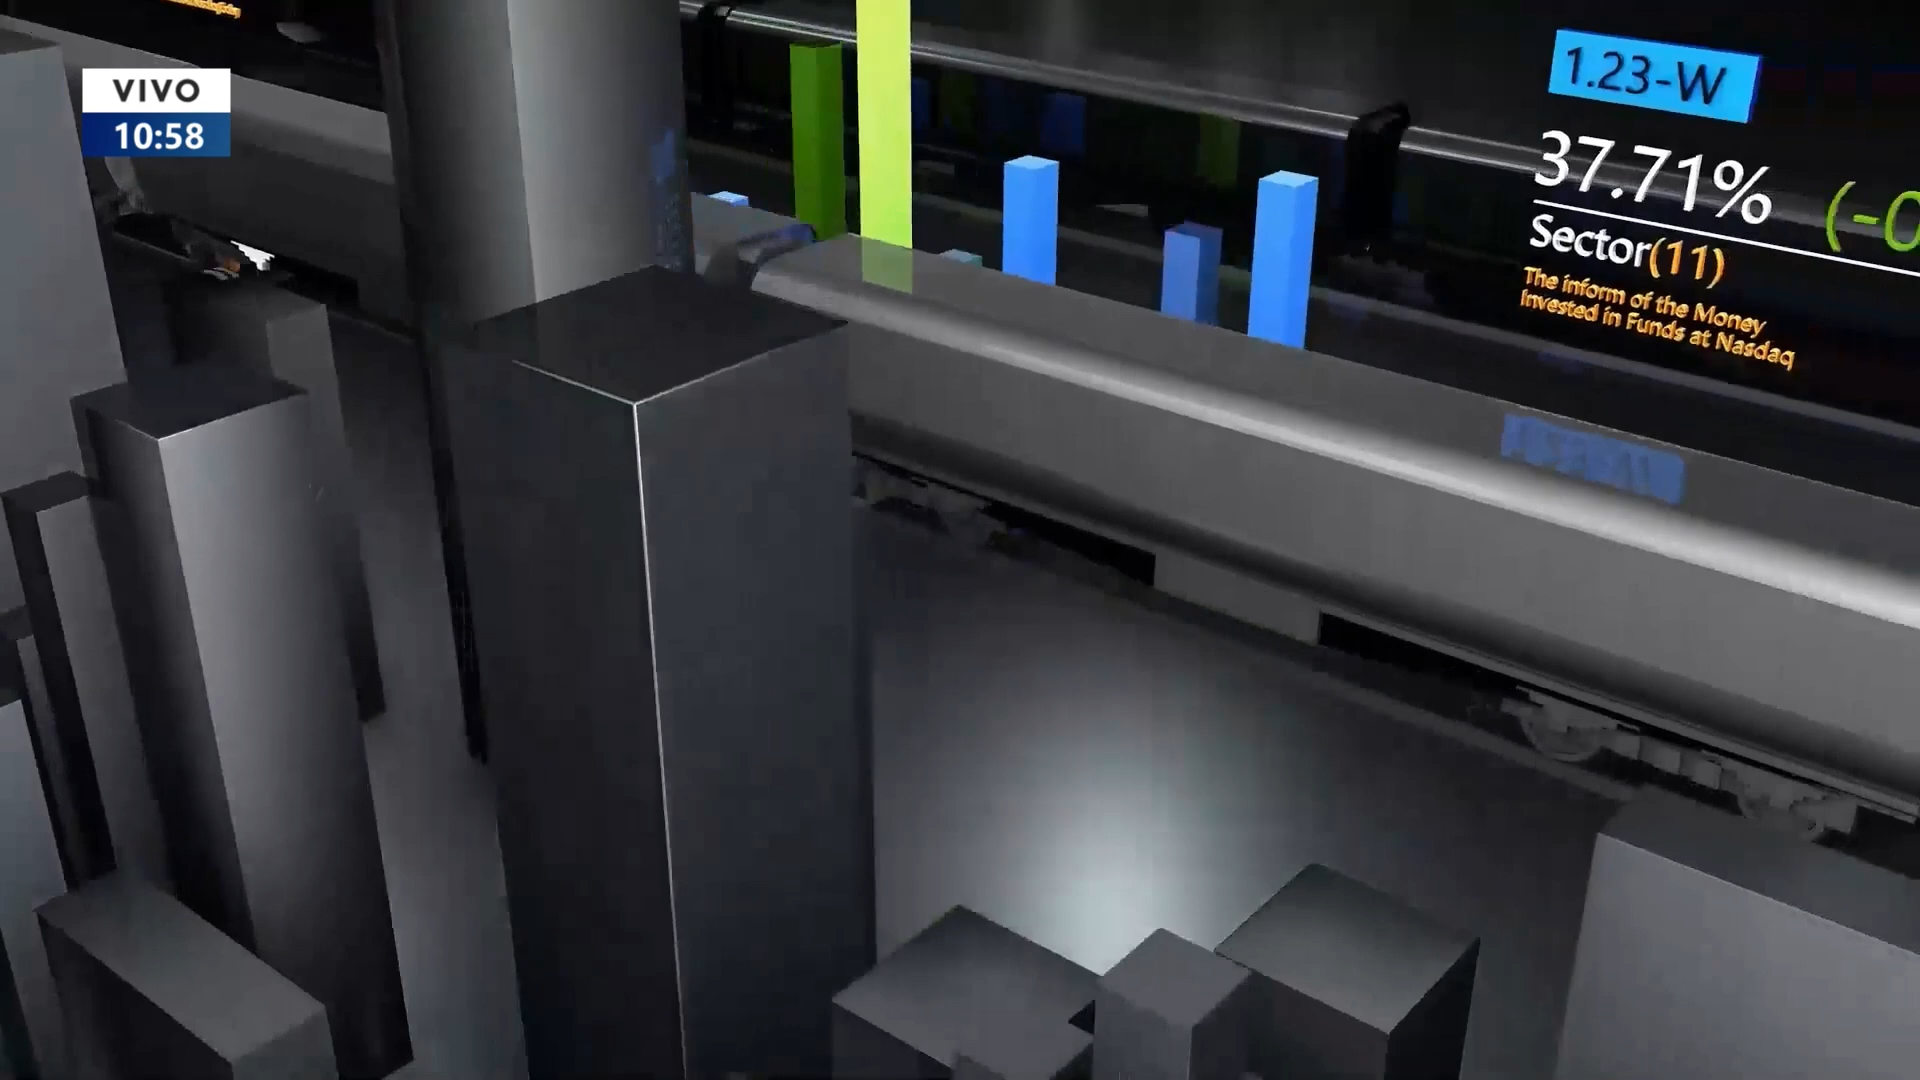 VIVO
10:58
1.23-W
37.71% (-0
Sector(11)
The inform of the Money
Invested in Funds at Nasdaq